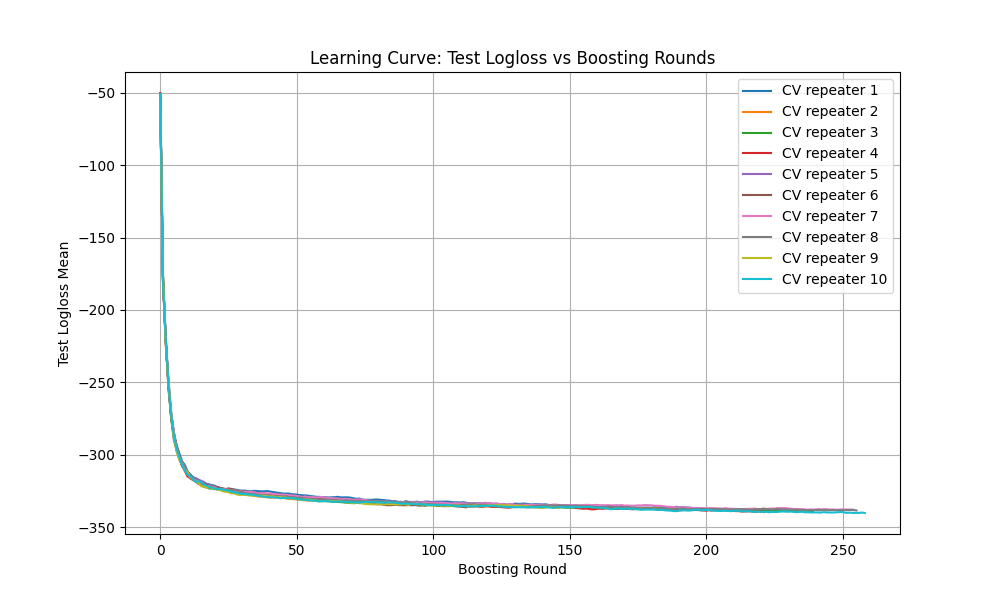 Learning Curve: Test Logloss vs Boosting Rounds
−50
−100
−150
−200
−250
−300
−350
Test Logloss Mean
CV repeater 1
CV repeater 2
CV repeater 3
CV repeater 4
CV repeater 5
CV repeater 6
CV repeater 7
CV repeater 8
CV repeater 9
CV repeater 10
0 50 100 150 200 250
Boosting Round